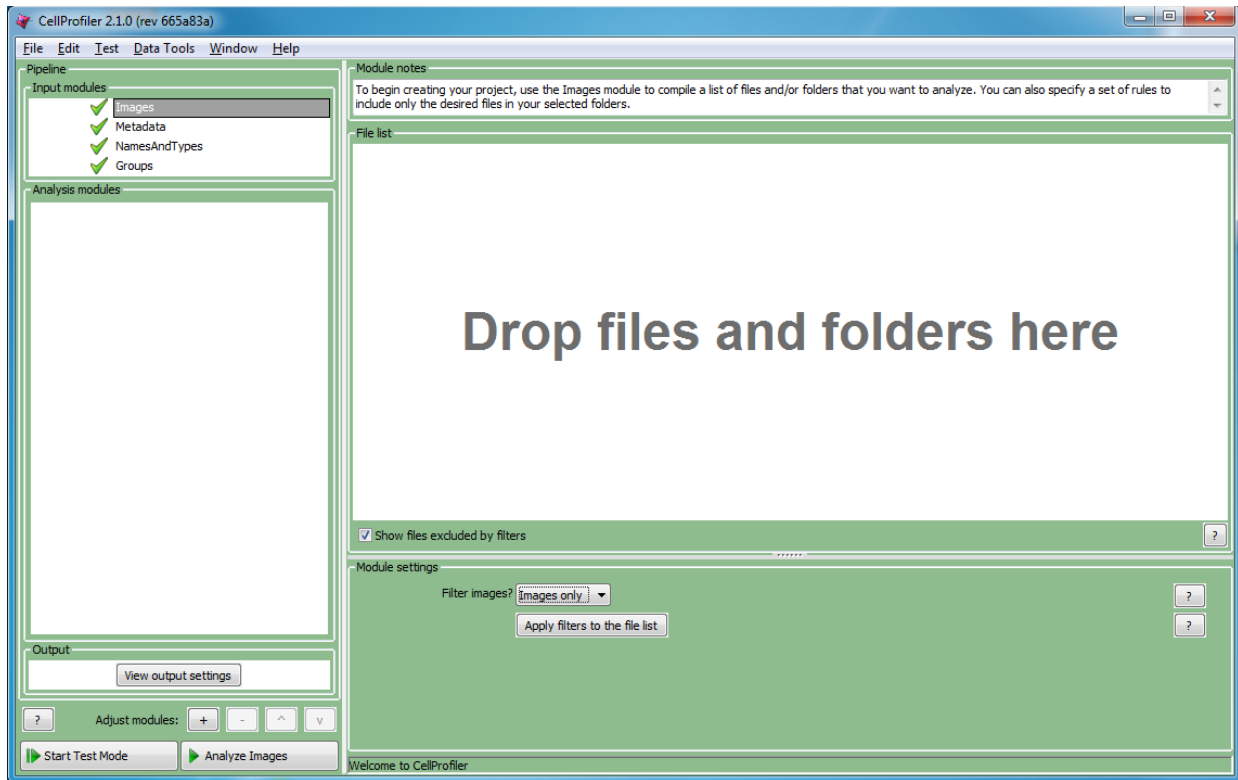 CellProfiler 2.1.0 (rev 665a83a)
File Edit Test Data Tools Window Help
Pipeline
Input modules
Images
Metadata
NamesAndTypes
Groups
Analysis modules
Output
View output settings
? Adjust modules: + - ^ v
Start Test Mode Analyze Images
Module notes
To begin creating your project, use the Images module to compile a list of files and/or folders that you want to analyze. You can also specify a set of rules to
include only the desired files in your selected folders.
File list
Drop files and folders here
Show files excluded by filters ?
Module settings
Filter images? Images only ?
Apply filters to the file list ?
Welcome to CellProfiler